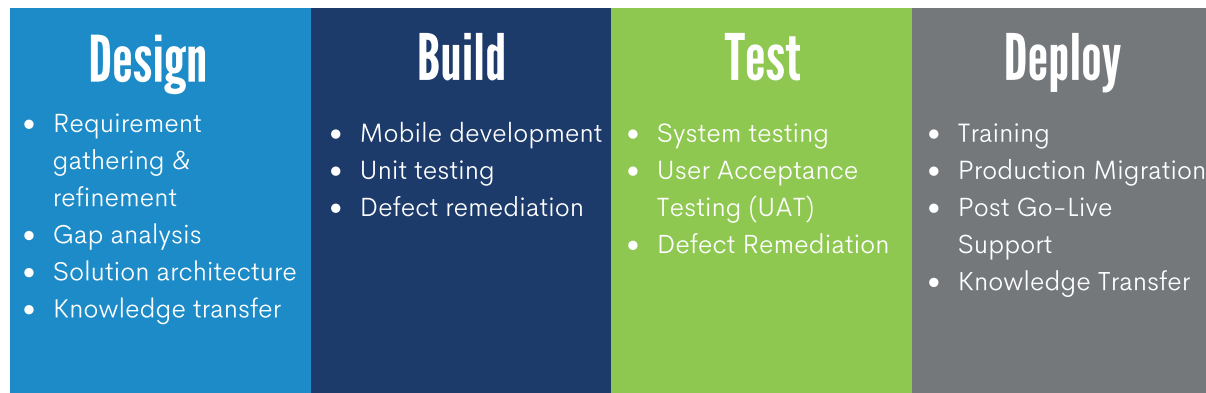 Design
• Requirement
gathering &
refinement
• Gap analysis
• Solution architecture
• Knowledge transfer
Build
• Mobile development
• Unit testing
• Defect remediation
Test
• System testing
• User Acceptance
Testing (UAT)
• Defect Remediation
Deploy
• Training
• Production Migration
• Post Go-Live
Support
• Knowledge Transfer